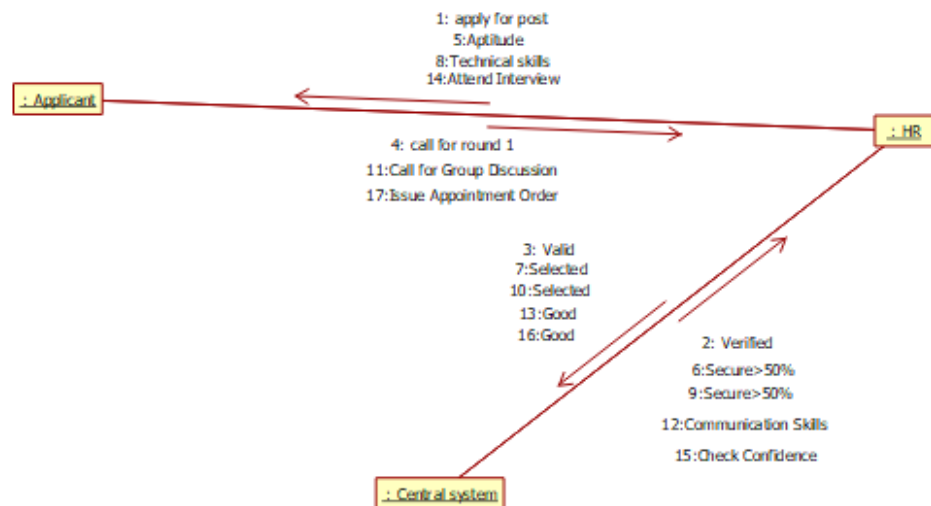 1: apply for post
5:Aptitude
8:Technical skills
14:Attend Interview
: Applicant
: HR
4: call for round 1
11:Call for Group Discussion
17:Issue Appointment Order
3: Valid
7:Selected
10:Selected
13:Good
16:Good
2: Verified
6:Secure>50%
9:Secure>50%
12:Communication Skills
15:Check Confidence
: Central system